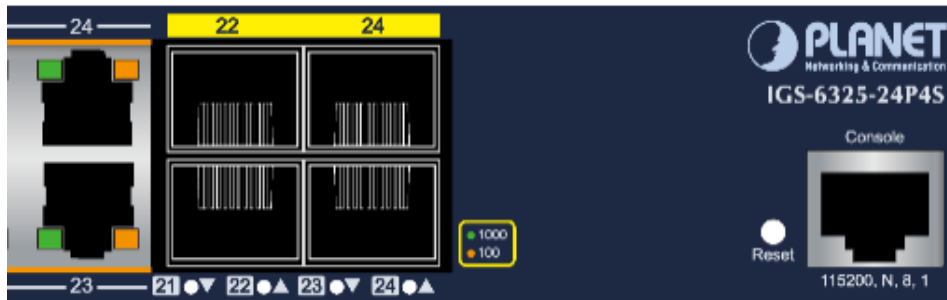 24
22 24
PLANET
Networking & Communication
IGS-6325-24P4S
Console
1000
100
Reset
23
21 22 23 24
115200, N, 8, 1